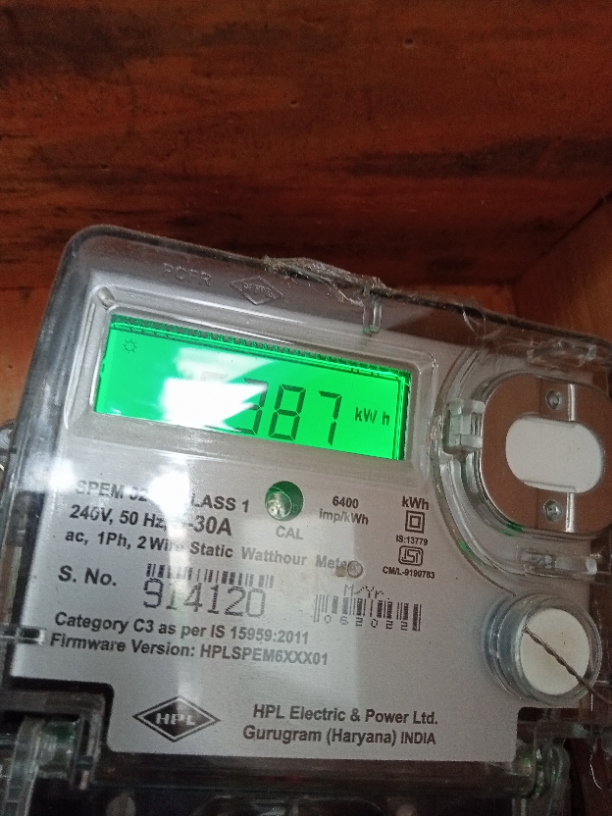 387 kWh
SPEM
CLASS 1
6400
imp/kWh
kWh
240V, 50 Hz, -30A
CAL
IS:13779
ac, 1Ph, 2 Wire Static Watthour Meter
CM/L-9190783
S. No. 914120
M/Yr.
062022
Category C3 as per IS 15959:2011
Firmware Version: HPLSPEM6XXX01
HPL
HPL Electric & Power Ltd.
Gurugram (Haryana) INDIA